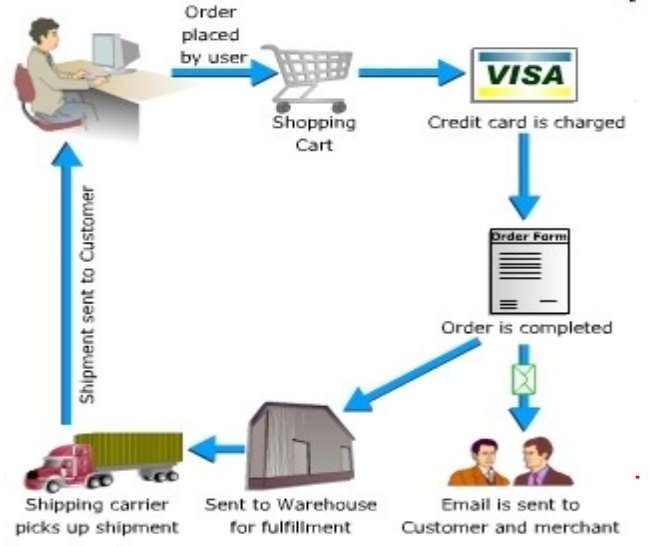 Order
placed
by user
Shopping
Cart
VISA
Credit card is charged
Order Form
Order is completed
Shipment sent to Customer
Shipping carrier
picks up shipment
Sent to Warehouse
for fulfillment
Email is sent to
Customer and merchant